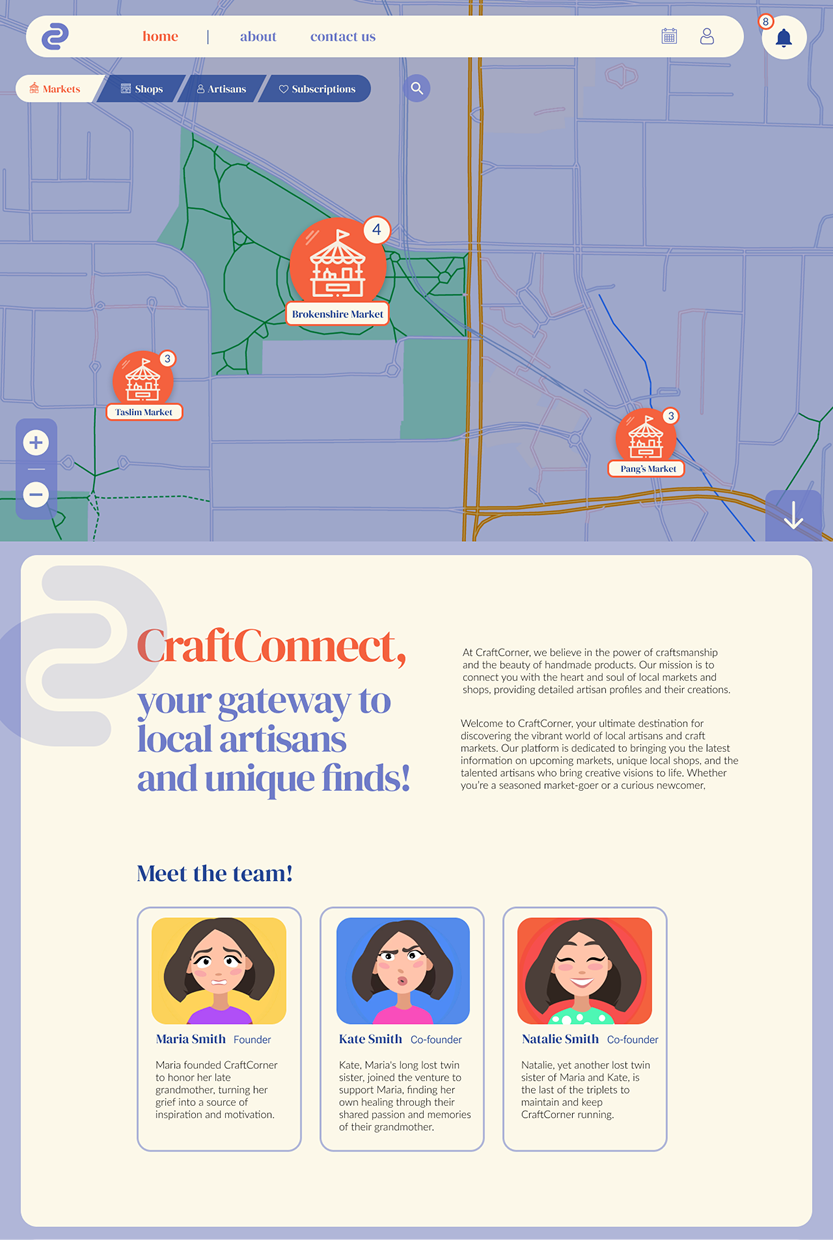 home | about contact us
8
Markets Shops Artisans Subscriptions
4
Brokenshire Market
3
Taslim Market
3
Pang's Market
CraftConnect,
your gateway to
local artisans
and unique finds!
At CraftCorner, we believe in the power of craftsmanship
and the beauty of handmade products. Our mission is to
connect you with the heart and soul of local markets and
shops, providing detailed artisan profiles and their creations.
Welcome to CraftCorner, your ultimate destination for
discovering the vibrant world of local artisans and craft
markets. Our platform is dedicated to bringing you the latest
information on upcoming markets, unique local shops, and the
talented artisans who bring creative visions to life. Whether
you're a seasoned market-goer or a curious newcomer,
Meet the team!
Maria Smith Founder
Maria founded CraftCorner
to honor her late
grandmother, turning her
grief into a source of
inspiration and motivation.
Kate Smith Co-founder
Kate, Maria's long lost twin
sister, joined the venture to
support Maria, finding her
own healing through their
shared passion and memories
of their grandmother.
Natalie Smith Co-founder
Natalie, yet another lost twin
sister of Maria and Kate, is
the last of the triplets to
maintain and keep
CraftCorner running.